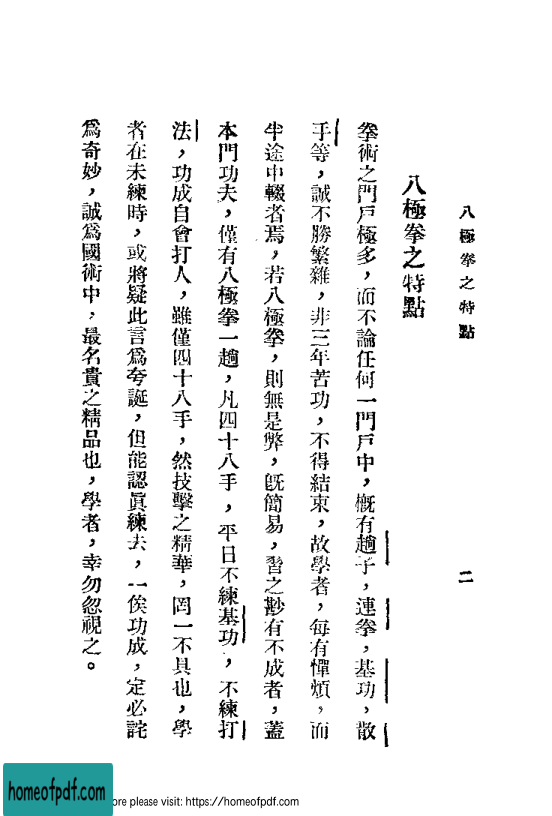 八極拳之特點
二
八極拳之特點
拳術之門戶極多，而不論任何一門戶中，概有趟子，連拳，基功，散
手等，誠不勝繁雜，非三年苦功，不得結束，故學者，每有憚煩，而
半途中輟者焉，若八極拳，則無是弊，旣簡易，習之尠有不成者，蓋
本門功夫，僅有八極拳一趟，凡四十八手，平日不練基功，不練打
法，功成自會打人，雖僅四十八手，然技擊之精華，罔一不具也，學
者在未練時，或將疑此言爲夸誕，但能認眞練去，一俟功成，定必詫
爲奇妙，誠爲國術中，最名貴之精品也，學者，幸勿忽視之。
homeofpdf.com
ore please visit: https://homeofpdf.com